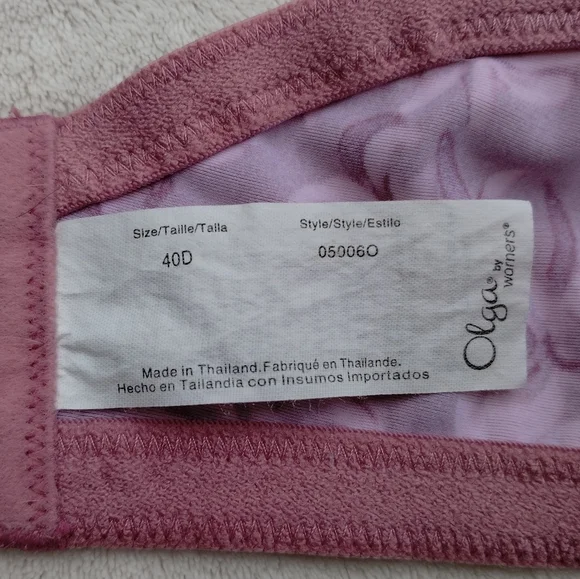 Size/Taille/Talla
40D
Style/Style/Estilo
05006O
Made in Thailand. Fabriqué en Thaïlande.
Hecho en Tailandia con Insumos Importados
Olga® by
warners®